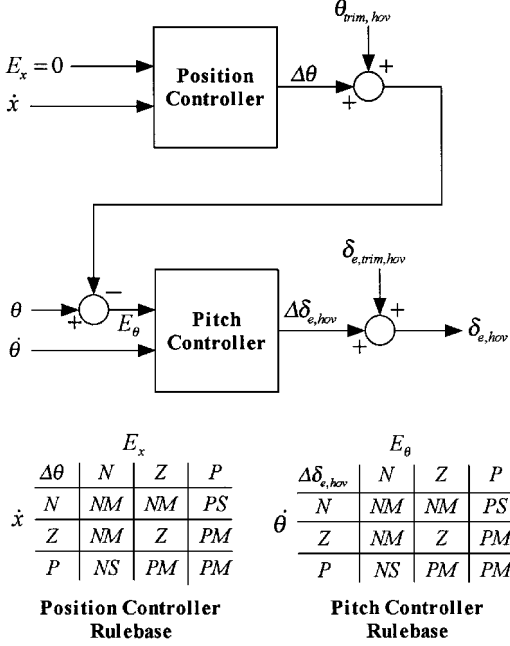 θtrim, hov
Ex = 0
ẋ
Position
Controller
Δθ
+
+
θ
θ̇
−
+
Eθ
Pitch
Controller
δe,trim,hov
Δδe,hov
+
+
δe,hov
Ex
Δθ N Z P
ẋ
N NM NM PS
Z NM Z PM
P NS PM PM
Position Controller
Rulebase
Eθ
Δδe,hov N Z P
θ̇
N NM NM PS
Z NM Z PM
P NS PM PM
Pitch Controller
Rulebase